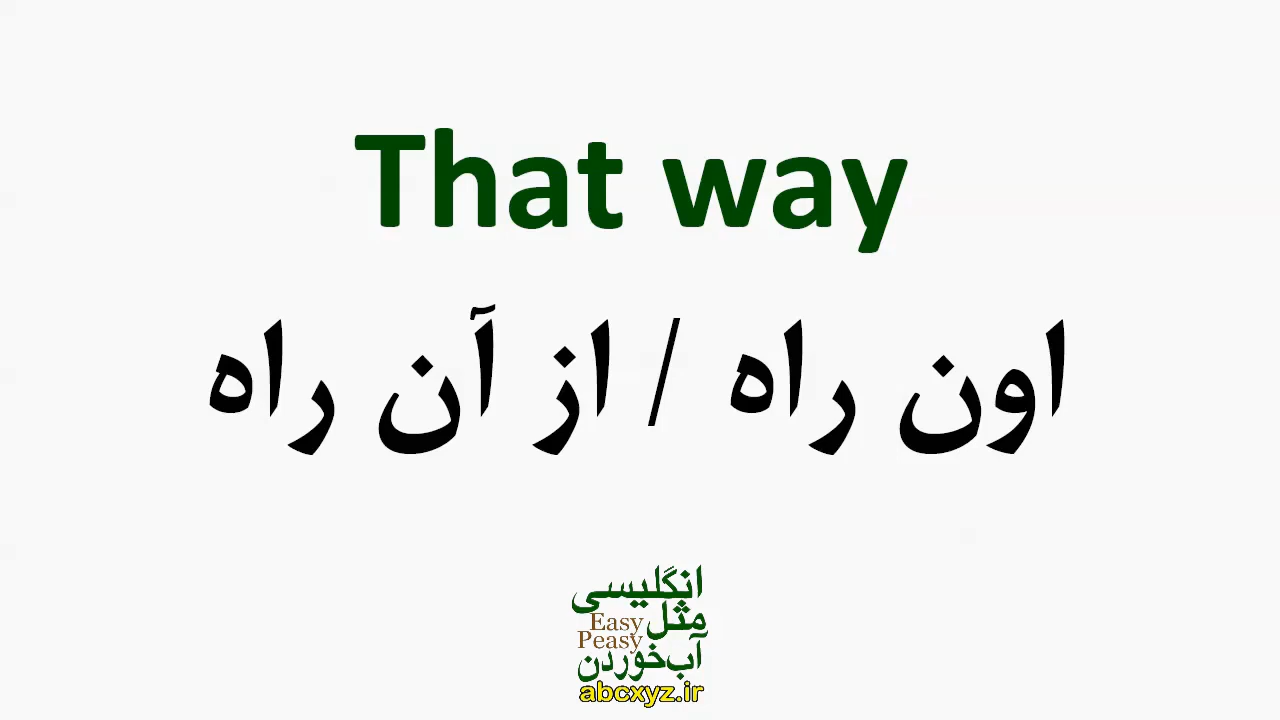 That way
اون راه / از آن راه
انگلیسی
مثل Easy
Peasy
آب‌خوردن
abcxyz.ir